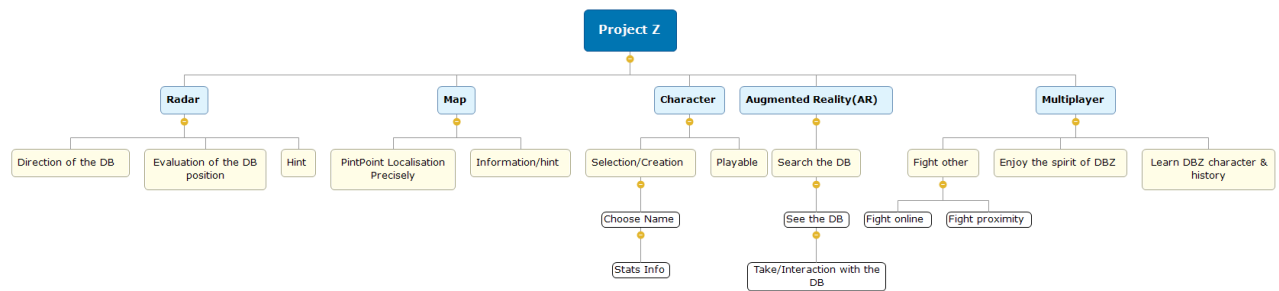 Project Z
Radar
Map
Character
Augmented Reality(AR)
Multiplayer
Direction of the DB
Evaluation of the DB
position
Hint
PintPoint Localisation
Precisely
Information/hint
Selection/Creation
Playable
Search the DB
Fight other
Enjoy the spirit of DBZ
Learn DBZ character &
history
Choose Name
See the DB
Fight online
Fight proximity
Stats Info
Take/Interaction with the
DB